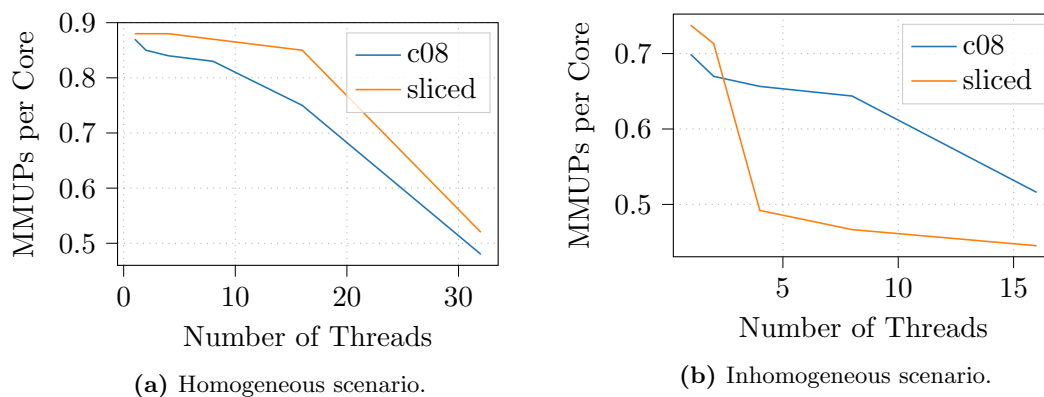 0.9
0.8
0.7
0.6
0.5
0
10
20
30
MMUPs per Core
Number of Threads
c08
sliced
(a) Homogeneous scenario.
0.7
0.6
0.5
5
10
15
MMUPs per Core
Number of Threads
c08
sliced
(b) Inhomogeneous scenario.